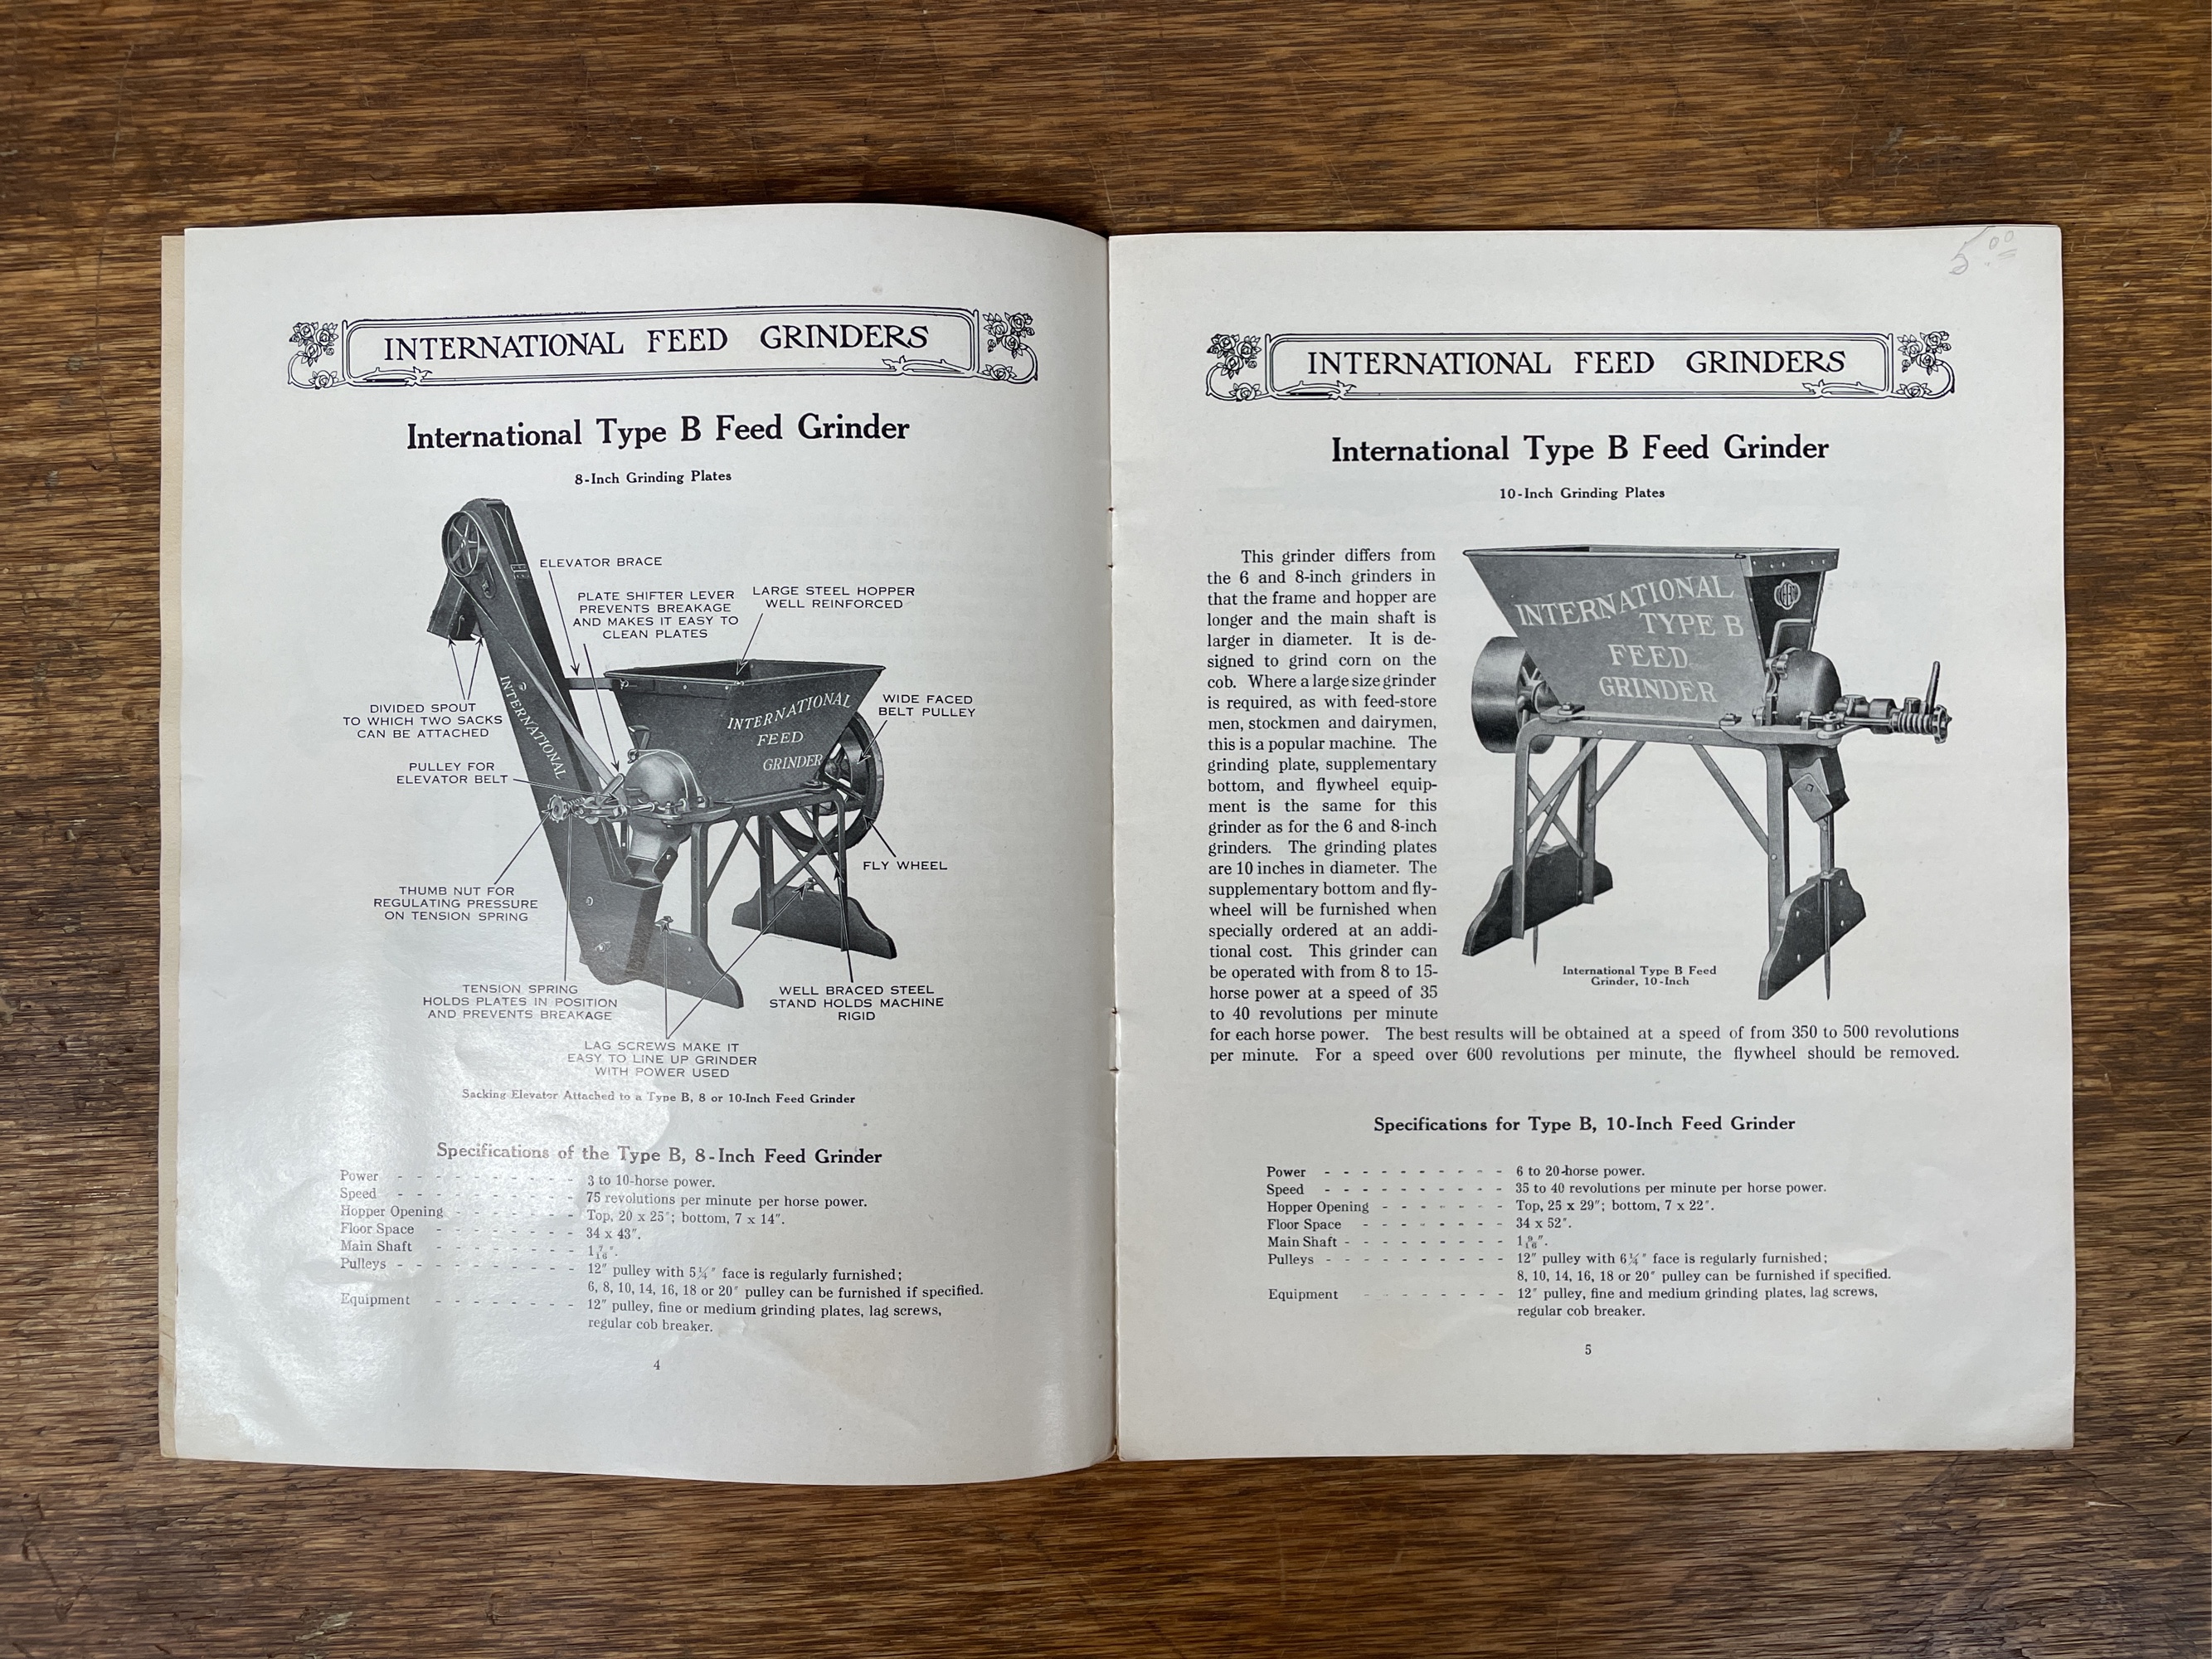 INTERNATIONAL FEED GRINDERS
International Type B Feed Grinder
8-Inch Grinding Plates
ELEVATOR BRACE
PLATE SHIFTER LEVER
PREVENTS BREAKAGE
AND MAKES IT EASY TO
CLEAN PLATES
LARGE STEEL HOPPER
WELL REINFORCED
WIDE FACED
BELT PULLEY
DIVIDED SPOUT
TO WHICH TWO SACKS
CAN BE ATTACHED
INTERNATIONAL
INTERNATIONAL
FEED
GRINDER
PULLEY FOR
ELEVATOR BELT
FLY WHEEL
THUMB NUT FOR
REGULATING PRESSURE
ON TENSION SPRING
TENSION SPRING
HOLDS PLATES IN POSITION
AND PREVENTS BREAKAGE
WELL BRACED STEEL
STAND HOLDS MACHINE
RIGID
LAG SCREWS MAKE IT
EASY TO LINE UP GRINDER
WITH POWER USED
Sacking Elevator Attached to a Type B, 8 or 10-Inch Feed Grinder
Specifications of the Type B, 8-Inch Feed Grinder
Power - - - - - - - - - - 3 to 10-horse power.
Speed - - - - - - - - - - 75 revolutions per minute per horse power.
Hopper Opening - - - - - - - Top, 20 x 25"; bottom, 7 x 14".
Floor Space - - - - - - - - 34 x 43".
Main Shaft - - - - - - - - 1 7/16".
Pulleys - - - - - - - - - - 12" pulley with 5¼" face is regularly furnished;
6, 8, 10, 14, 16, 18 or 20" pulley can be furnished if specified.
Equipment - - - - - - - - 12" pulley, fine or medium grinding plates, lag screws,
regular cob breaker.
4
5.00
INTERNATIONAL FEED GRINDERS
International Type B Feed Grinder
10-Inch Grinding Plates
This grinder differs from
the 6 and 8-inch grinders in
that the frame and hopper are
longer and the main shaft is
larger in diameter. It is de-
signed to grind corn on the
cob. Where a large size grinder
is required, as with feed-store
men, stockmen and dairymen,
this is a popular machine. The
grinding plate, supplementary
bottom, and flywheel equip-
ment is the same for this
grinder as for the 6 and 8-inch
grinders. The grinding plates
are 10 inches in diameter. The
supplementary bottom and fly-
wheel will be furnished when
specially ordered at an addi-
tional cost. This grinder can
be operated with from 8 to 15-
horse power at a speed of 35
to 40 revolutions per minute
for each horse power. The best results will be obtained at a speed of from 350 to 500 revolutions
per minute. For a speed over 600 revolutions per minute, the flywheel should be removed.
INTERNATIONAL
TYPE B
FEED
GRINDER
International Type B Feed
Grinder, 10-Inch
Specifications for Type B, 10-Inch Feed Grinder
Power - - - - - - - - - - 6 to 20-horse power.
Speed - - - - - - - - - - 35 to 40 revolutions per minute per horse power.
Hopper Opening - - - - - - - Top, 25 x 29"; bottom, 7 x 22".
Floor Space - - - - - - - - 34 x 52".
Main Shaft - - - - - - - - - 1 9/16".
Pulleys - - - - - - - - - - 12" pulley with 6¼" face is regularly furnished;
8, 10, 14, 16, 18 or 20" pulley can be furnished if specified.
Equipment - - - - - - - - 12" pulley, fine and medium grinding plates, lag screws,
regular cob breaker.
5